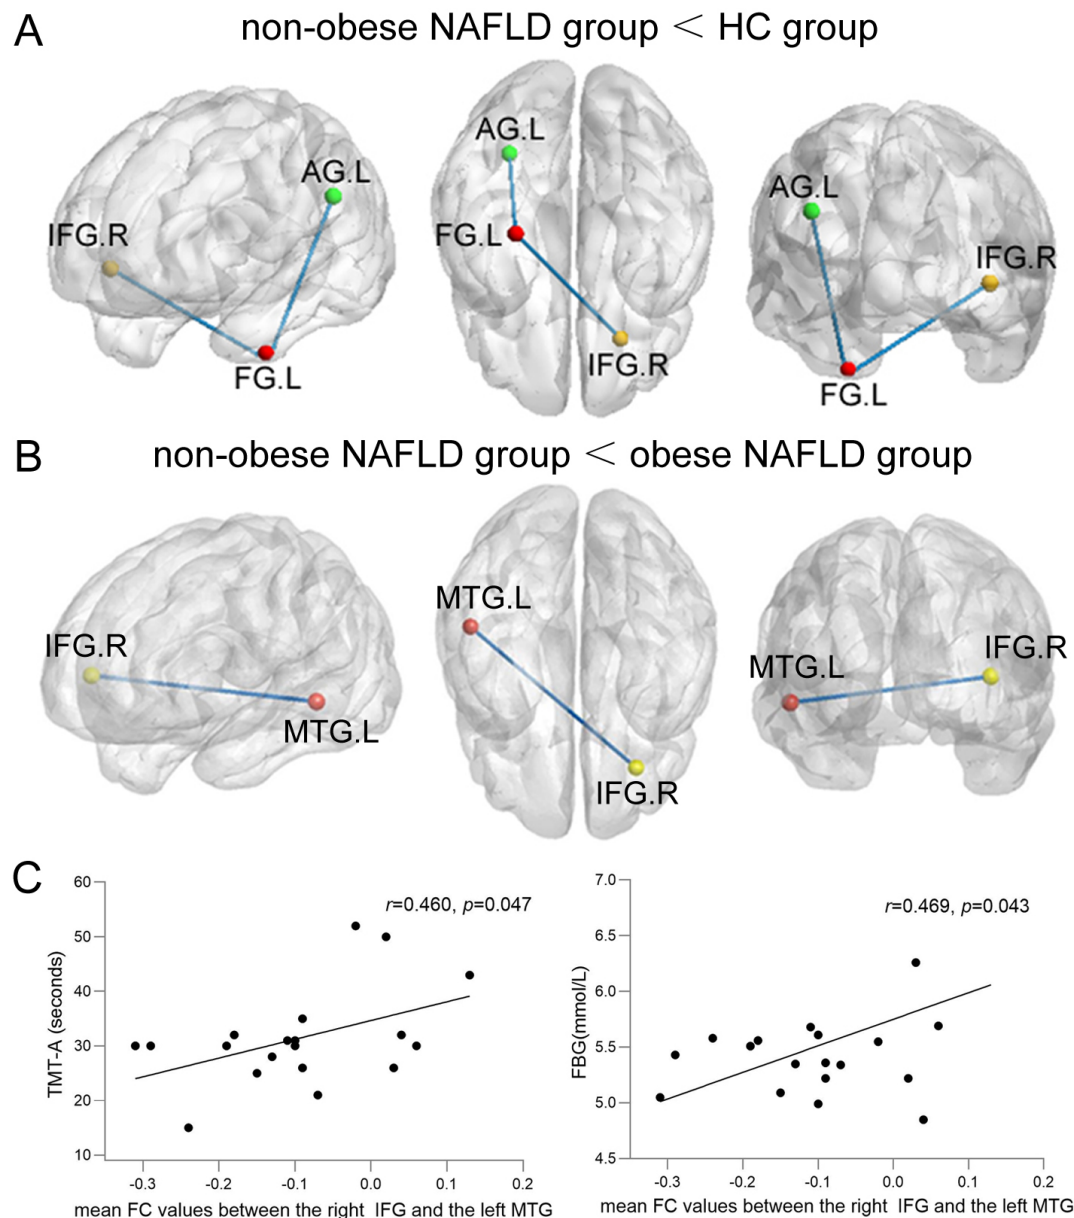 A
non-obese NAFLD group < HC group
AG.L
IFG.R
FG.L
AG.L
FG.L
IFG.R
AG.L
IFG.R
FG.L
B
non-obese NAFLD group < obese NAFLD group
IFG.R
MTG.L
MTG.L
IFG.R
MTG.L
IFG.R
C
60
50
40
30
20
10
TMT-A (seconds)
r=0.460, p=0.047
-0.3 -0.2 -0.1 0.0 0.1 0.2
mean FC values between the right IFG and the left MTG
7.0
6.5
6.0
5.5
5.0
4.5
FBG(mmol/L)
r=0.469, p=0.043
-0.3 -0.2 -0.1 0.0 0.1 0.2
mean FC values between the right IFG and the left MTG